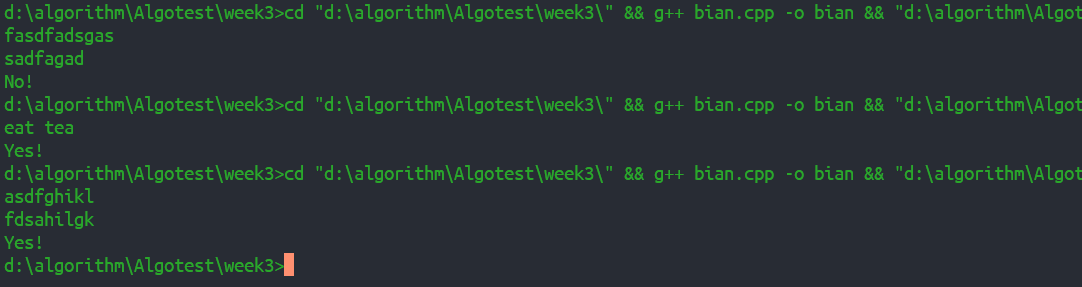 d:\algorithm\Algotest\week3>cd "d:\algorithm\Algotest\week3\" && g++ bian.cpp -o bian && "d:\algorithm\Algot
fasdfadsgas
sadfagad
No!
d:\algorithm\Algotest\week3>cd "d:\algorithm\Algotest\week3\" && g++ bian.cpp -o bian && "d:\algorithm\Algot
eat tea
Yes!
d:\algorithm\Algotest\week3>cd "d:\algorithm\Algotest\week3\" && g++ bian.cpp -o bian && "d:\algorithm\Algot
asdfghikl
fdsahilgk
Yes!
d:\algorithm\Algotest\week3>